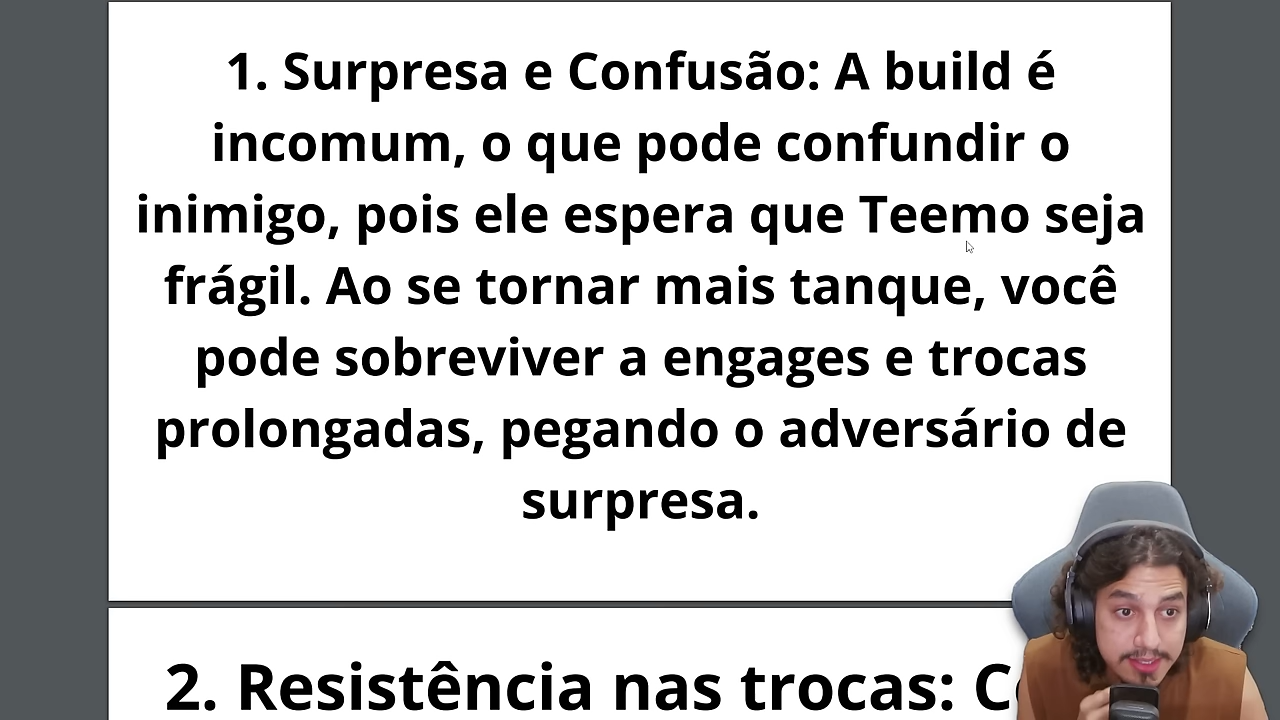 1. Surpresa e Confusão: A build é
incomum, o que pode confundir o
inimigo, pois ele espera que Teemo seja
frágil. Ao se tornar mais tanque, você
pode sobreviver a engages e trocas
prolongadas, pegando o adversário de
surpresa.
2. Resistência nas trocas: